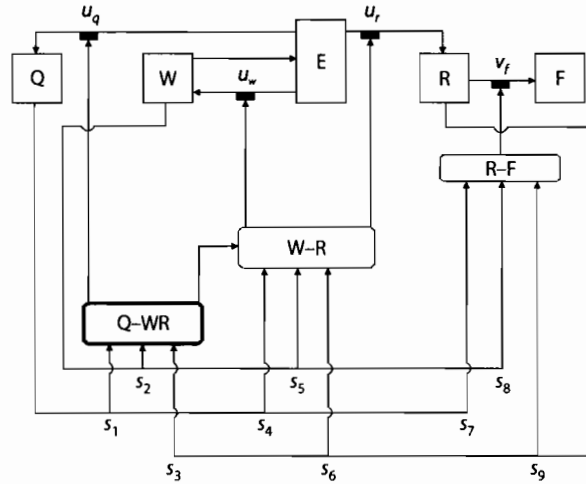 u_q
u_r
Q
W
u_w
E
R
v_f
F
R–F
W–R
Q–WR
s_2
s_5
s_8
s_1
s_4
s_7
s_3
s_6
s_9